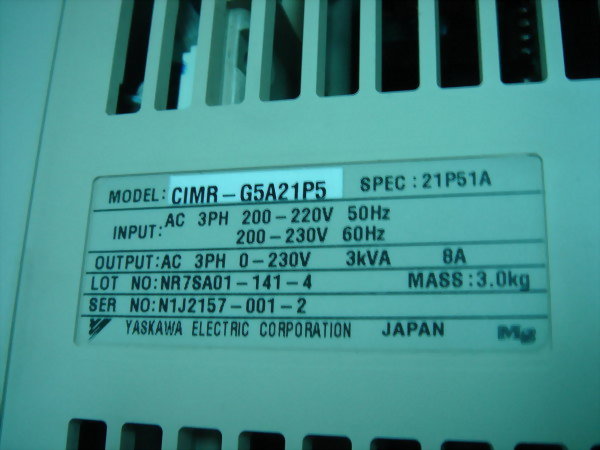 MODEL: CIMR-G5A21P5 SPEC: 21P51A
INPUT: AC 3PH 200-220V 50Hz
200-230V 60Hz
OUTPUT: AC 3PH 0-230V 3kVA 8A
LOT NO: NR7SA01-141-4 MASS: 3.0kg
SER NO: N1J2157-001-2
YASKAWA ELECTRIC CORPORATION JAPAN